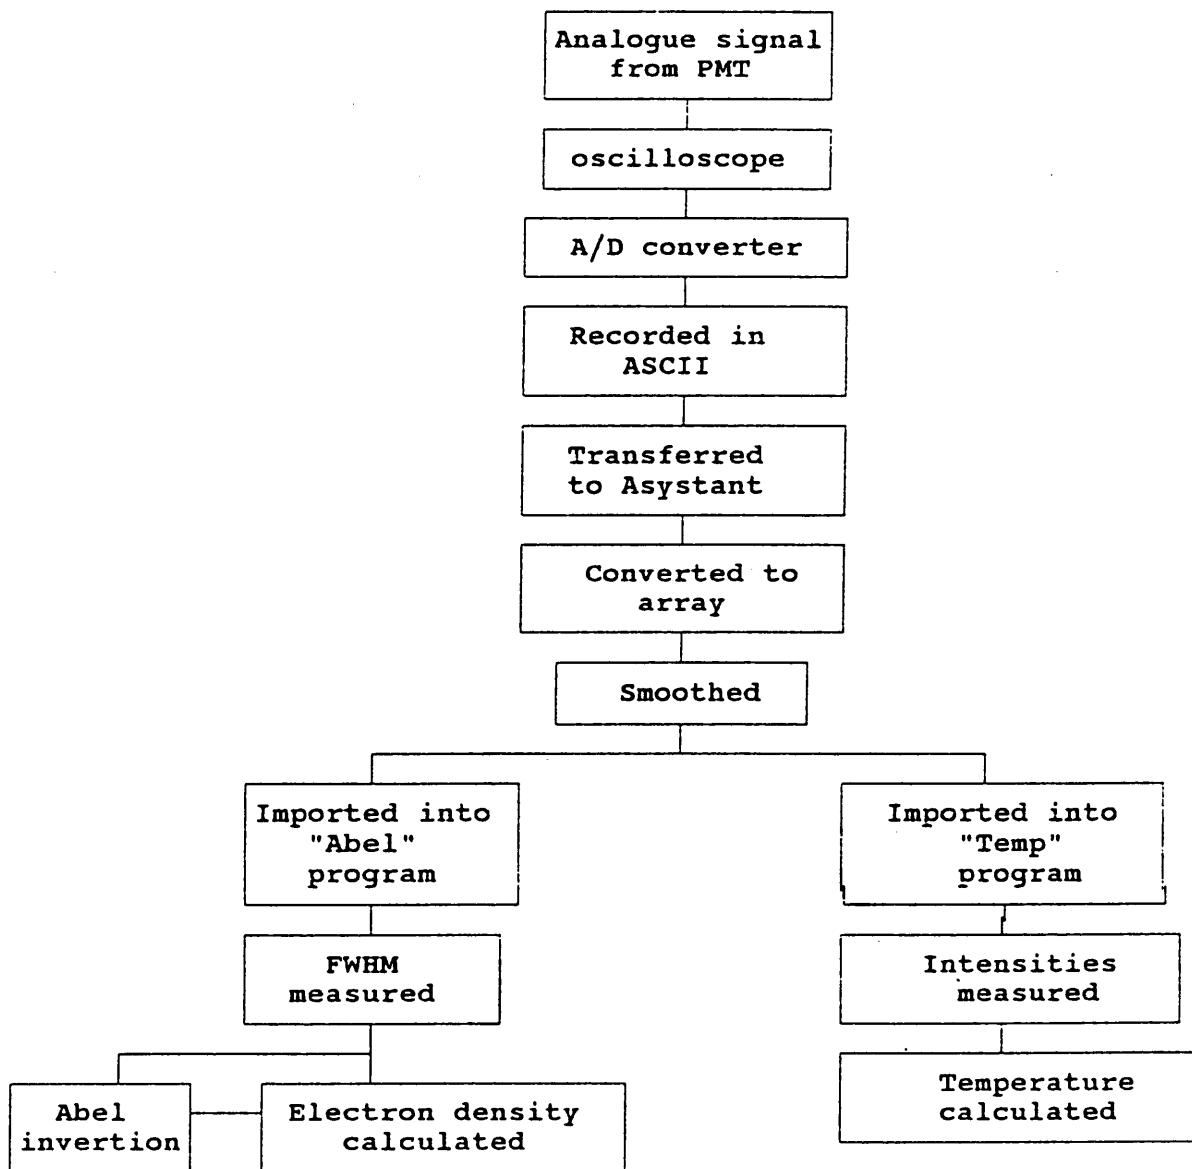 Analogue signal
from PMT
oscilloscope
A/D converter
Recorded in
ASCII
Transferred
to Asystant
Converted to
array
Smoothed
Imported into
"Abel"
program
Imported into
"Temp"
program
FWHM
measured
Intensities
measured
Abel
invertion
Electron density
calculated
Temperature
calculated